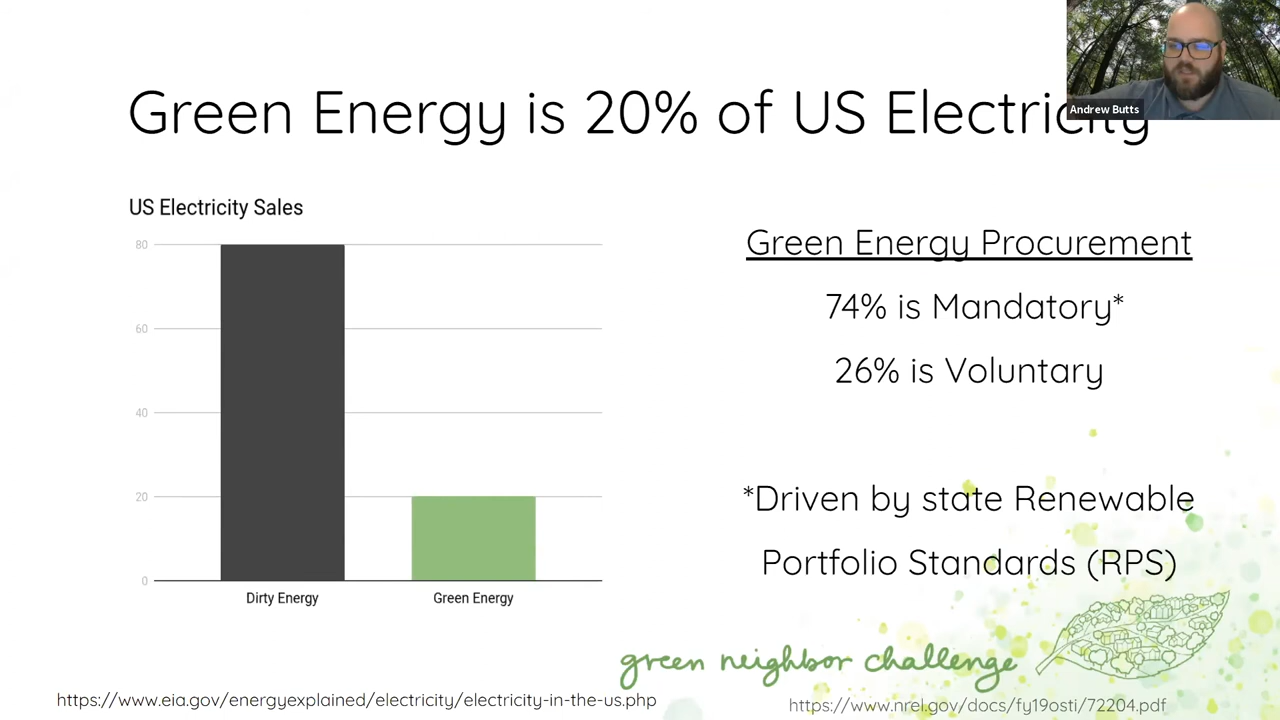 Green Energy is 20% of US Electricity
Andrew Butts
US Electricity Sales
80
60
40
20
0
Dirty Energy
Green Energy
Green Energy Procurement
74% is Mandatory*
26% is Voluntary
*Driven by state Renewable
Portfolio Standards (RPS)
green neighbor challenge
https://www.eia.gov/energyexplained/electricity/electricity-in-the-us.php
https://www.nrel.gov/docs/fy19osti/72204.pdf